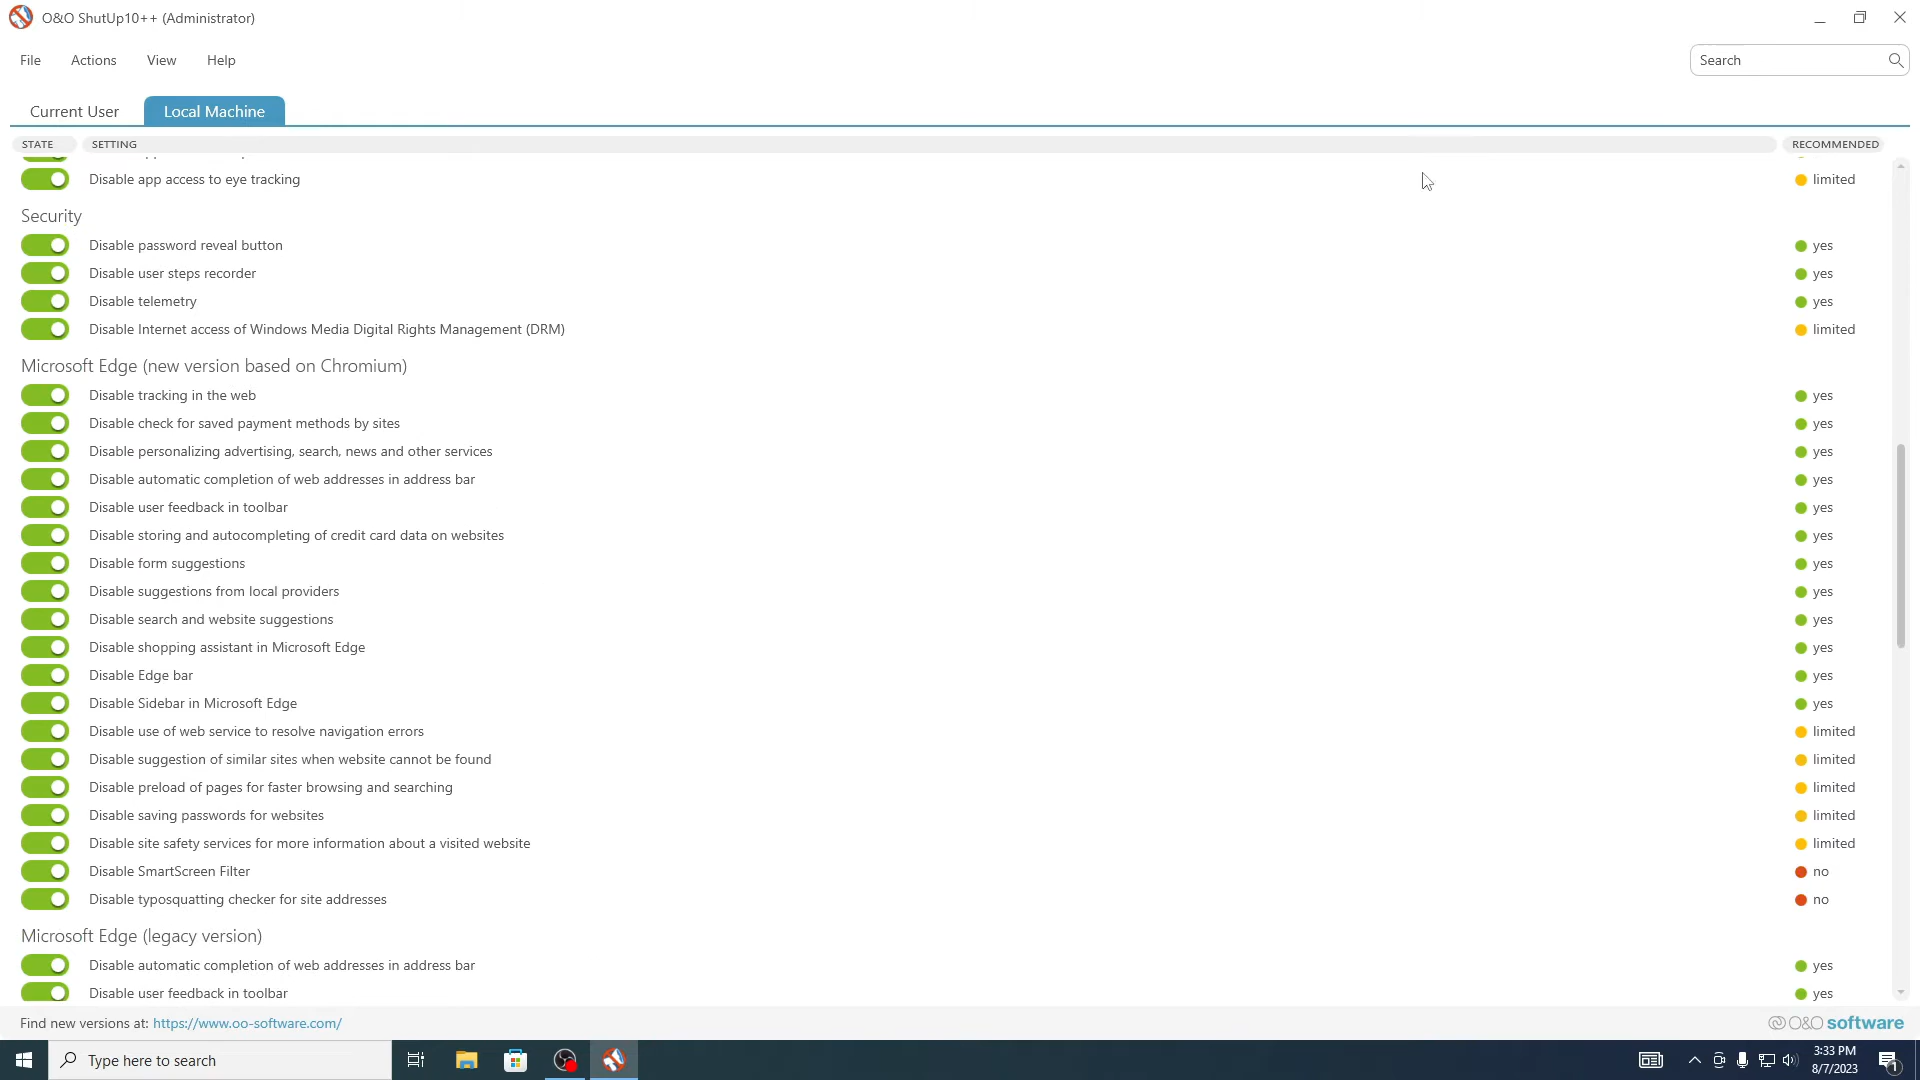 O&O ShutUp10++ (Administrator)
File Actions View Help
Search
Current User Local Machine
STATE SETTING RECOMMENDED
Disable app access to eye tracking limited
Security
Disable password reveal button yes
Disable user steps recorder yes
Disable telemetry yes
Disable Internet access of Windows Media Digital Rights Management (DRM) limited
Microsoft Edge (new version based on Chromium)
Disable tracking in the web yes
Disable check for saved payment methods by sites yes
Disable personalizing advertising, search, news and other services yes
Disable automatic completion of web addresses in address bar yes
Disable user feedback in toolbar yes
Disable storing and autocompleting of credit card data on websites yes
Disable form suggestions yes
Disable suggestions from local providers yes
Disable search and website suggestions yes
Disable shopping assistant in Microsoft Edge yes
Disable Edge bar yes
Disable Sidebar in Microsoft Edge yes
Disable use of web service to resolve navigation errors limited
Disable suggestion of similar sites when website cannot be found limited
Disable preload of pages for faster browsing and searching limited
Disable saving passwords for websites limited
Disable site safety services for more information about a visited website limited
Disable SmartScreen Filter no
Disable typosquatting checker for site addresses no
Microsoft Edge (legacy version)
Disable automatic completion of web addresses in address bar yes
Disable user feedback in toolbar yes
Find new versions at: https://www.oo-software.com/ O&O software
Type here to search
3:33 PM
8/7/2023
1